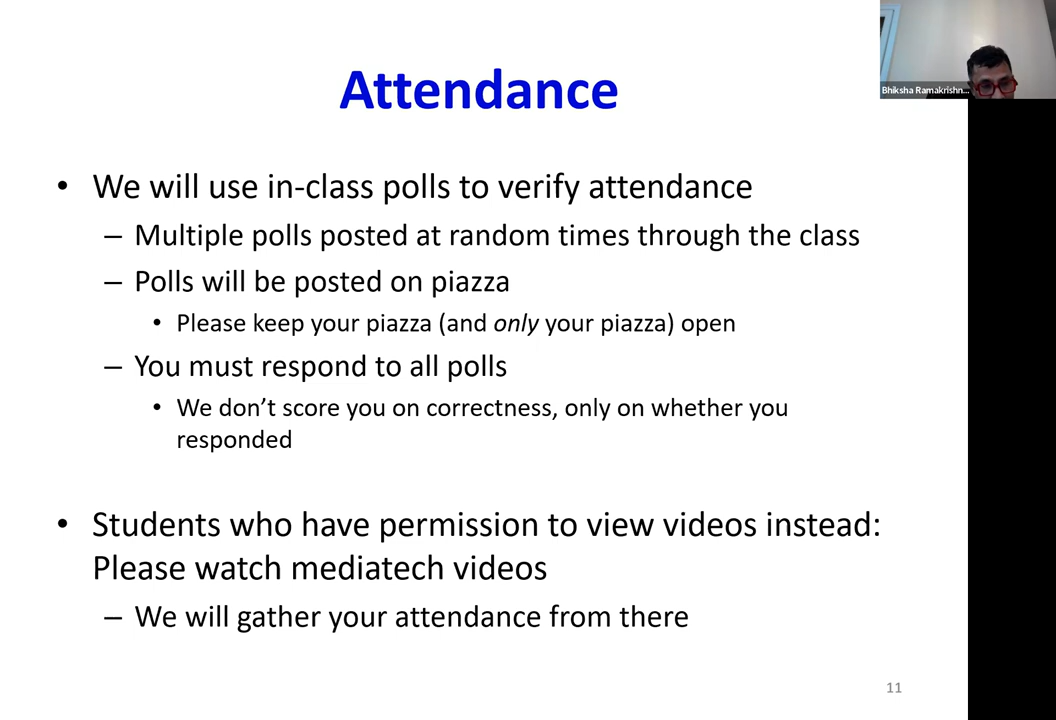 Attendance
Bhiksha Ramakrishn...
• We will use in-class polls to verify attendance
– Multiple polls posted at random times through the class
– Polls will be posted on piazza
• Please keep your piazza (and only your piazza) open
– You must respond to all polls
• We don’t score you on correctness, only on whether you
responded
• Students who have permission to view videos instead:
Please watch mediatech videos
– We will gather your attendance from there
11